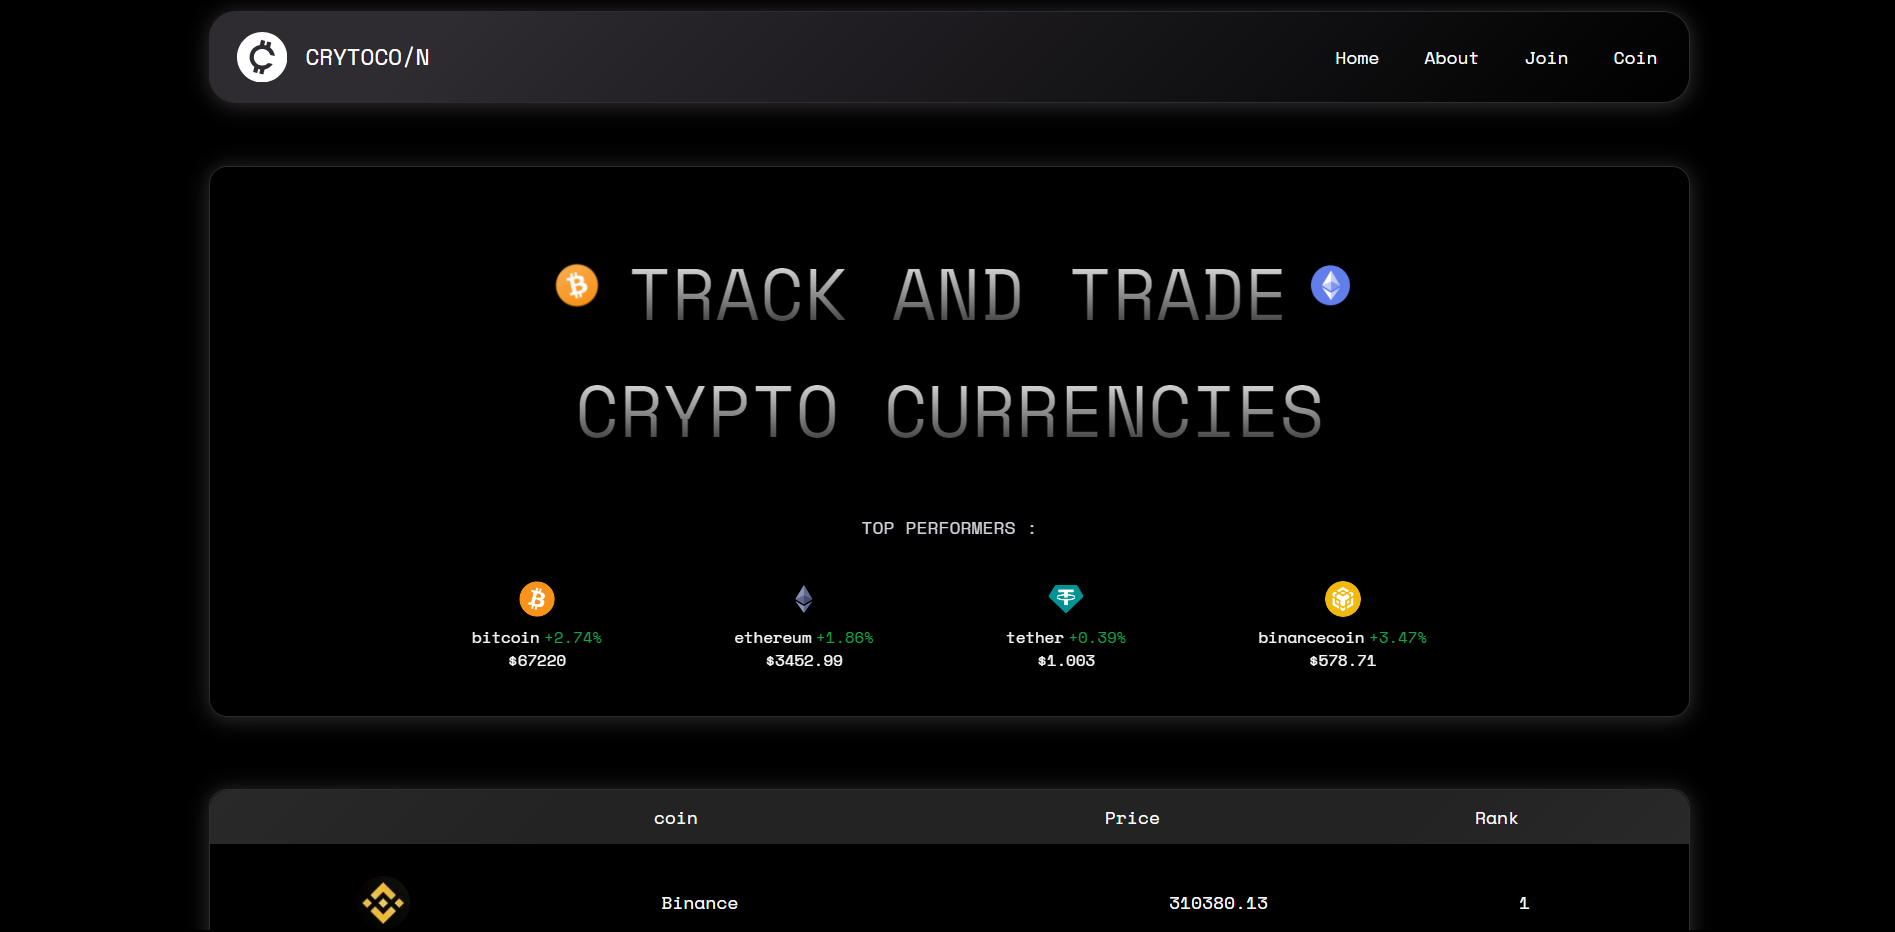 CRYTOCO/N
Home About Join Coin
TRACK AND TRADE
CRYPTO CURRENCIES
TOP PERFORMERS :
bitcoin +2.74% ethereum +1.86% tether +0.39% binancecoin +3.47%
$67220 $3452.99 $1.003 $578.71
coin Price Rank
Binance 310380.13 1